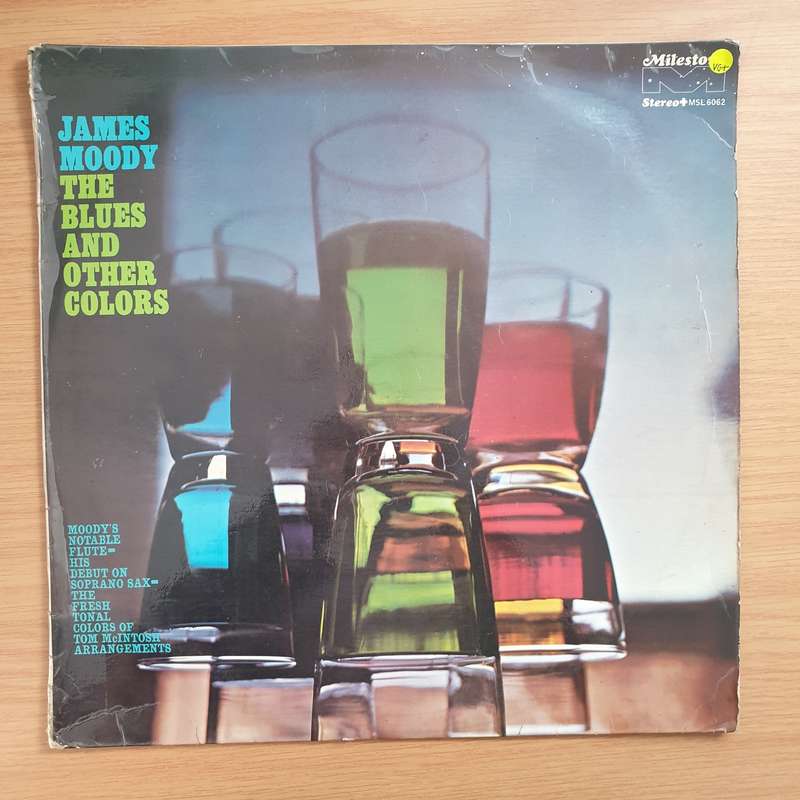 JAMES
MOODY
THE
BLUES
AND
OTHER
COLORS
Milesto
VG+
M
Stereo+ MSL 6062
MOODY'S
NOTABLE
FLUTE=
HIS
DEBUT ON
SOPRANO SAX=
THE
FRESH
TONAL
COLORS OF
TOM McINTOSH
ARRANGEMENTS